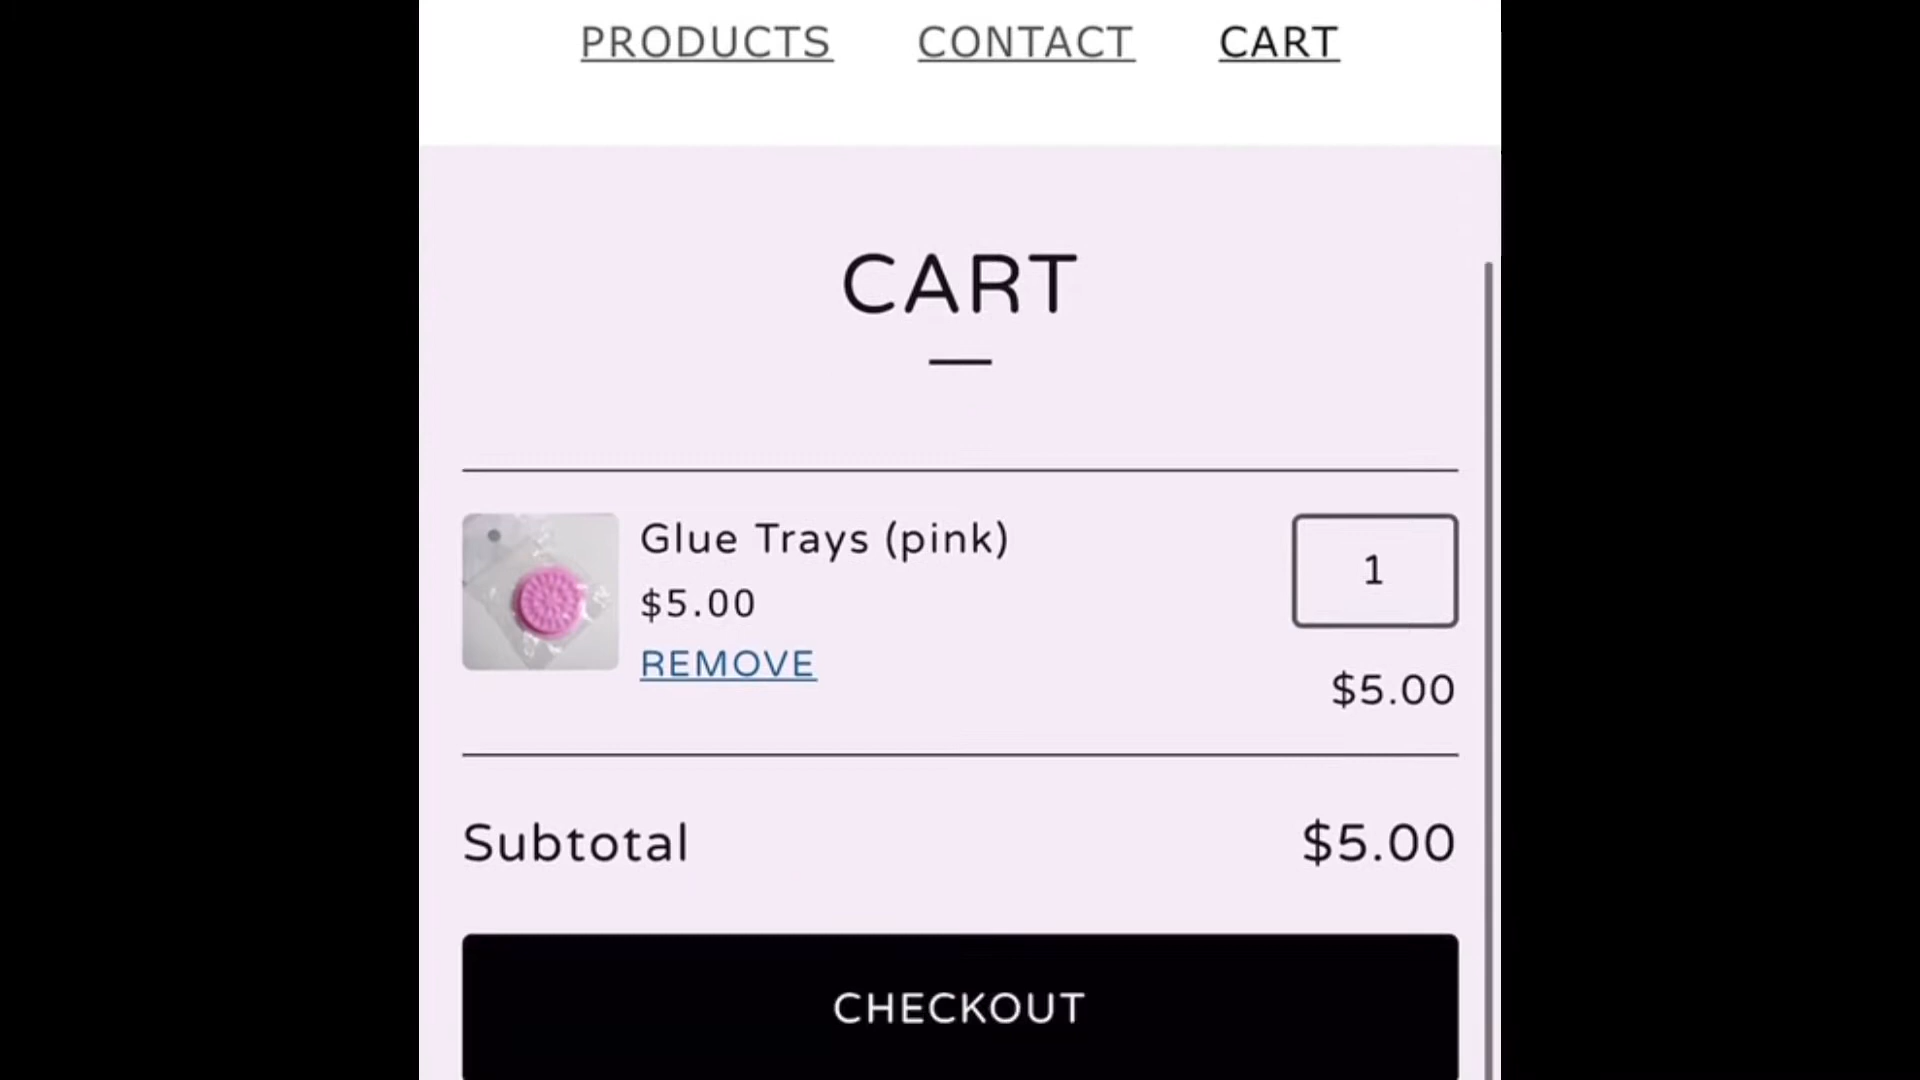 PRODUCTS CONTACT CART
CART
Glue Trays (pink)
$5.00
REMOVE
1
$5.00
Subtotal $5.00
CHECKOUT